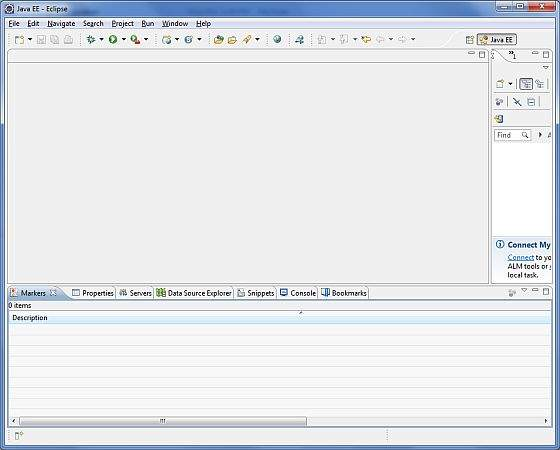 Java EE - Eclipse
File Edit Navigate Search Project Run Window Help
Java EE
»1
Find
Connect My
Connect to yo
ALM tools or
local task.
Markers Properties Servers Data Source Explorer Snippets Console Bookmarks
0 items
Description